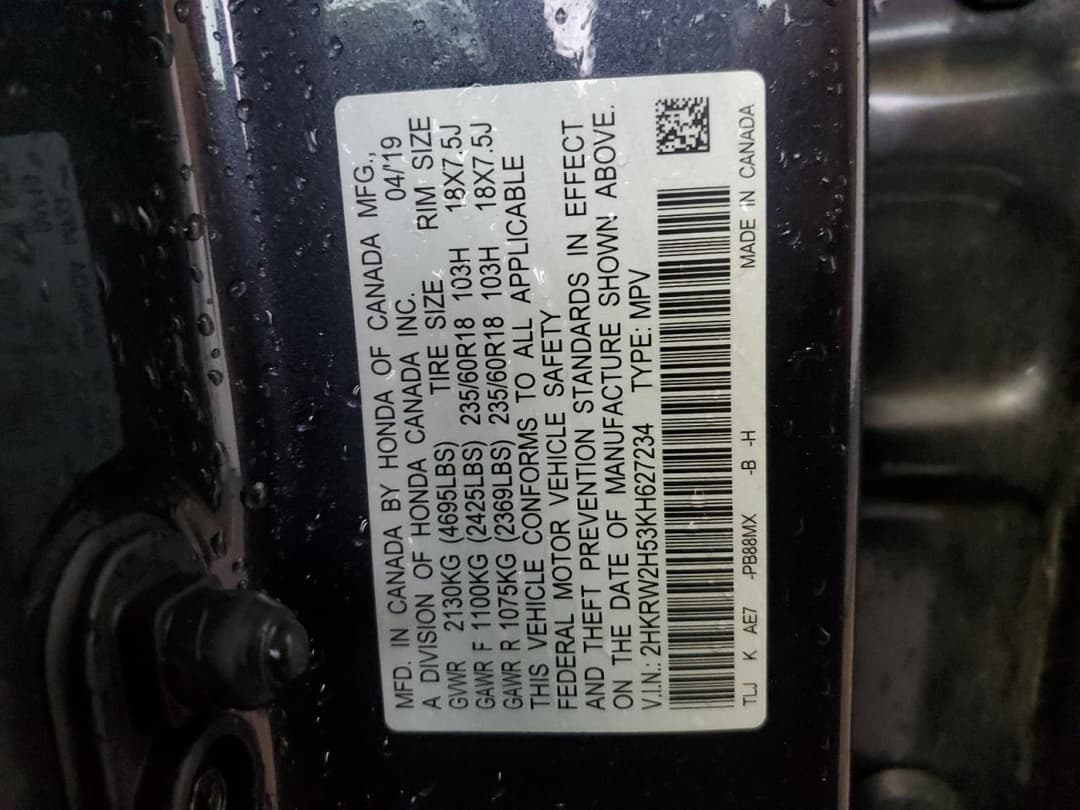 MFD. IN CANADA BY HONDA OF CANADA MFG.,
A DIVISION OF HONDA CANADA INC. 04/'19
GVWR 2130KG (4695LBS) TIRE SIZE RIM SIZE
GAWR F 1100KG (2425LBS) 235/60R18 103H 18X7.5J
GAWR R 1075KG (2369LBS) 235/60R18 103H 18X7.5J
THIS VEHICLE CONFORMS TO ALL APPLICABLE
FEDERAL MOTOR VEHICLE SAFETY
AND THEFT PREVENTION STANDARDS IN EFFECT
ON THE DATE OF MANUFACTURE SHOWN ABOVE.
V.I.N.: 2HKRW2H53KH627234 TYPE: MPV
TLJ K AE7 -PB88MX -B -H MADE IN CANADA